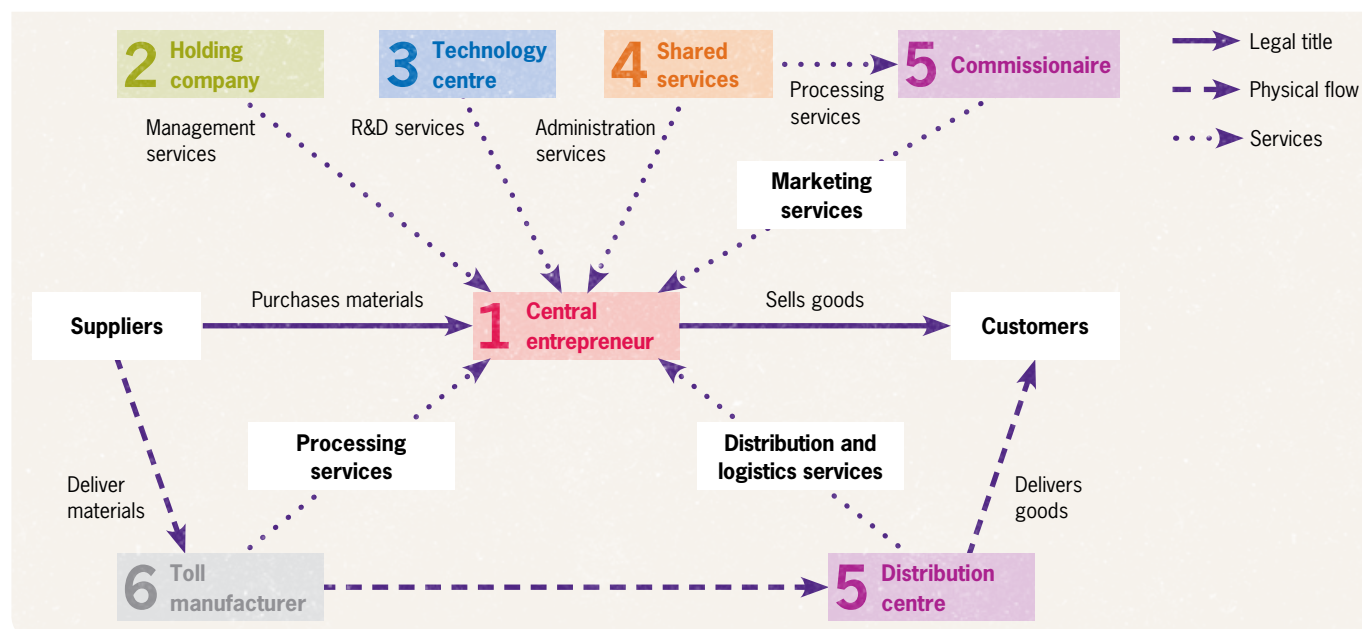 2 Holding
company
3 Technology
centre
4 Shared
services
5 Commissionaire
Legal title
Physical flow
Services
Management
services
R&D services
Administration
services
Processing
services
Marketing
services
Suppliers
Purchases materials
1 Central
entrepreneur
Sells goods
Customers
Processing
services
Distribution and
logistics services
Deliver
materials
Delivers
goods
6 Toll
manufacturer
5 Distribution
centre